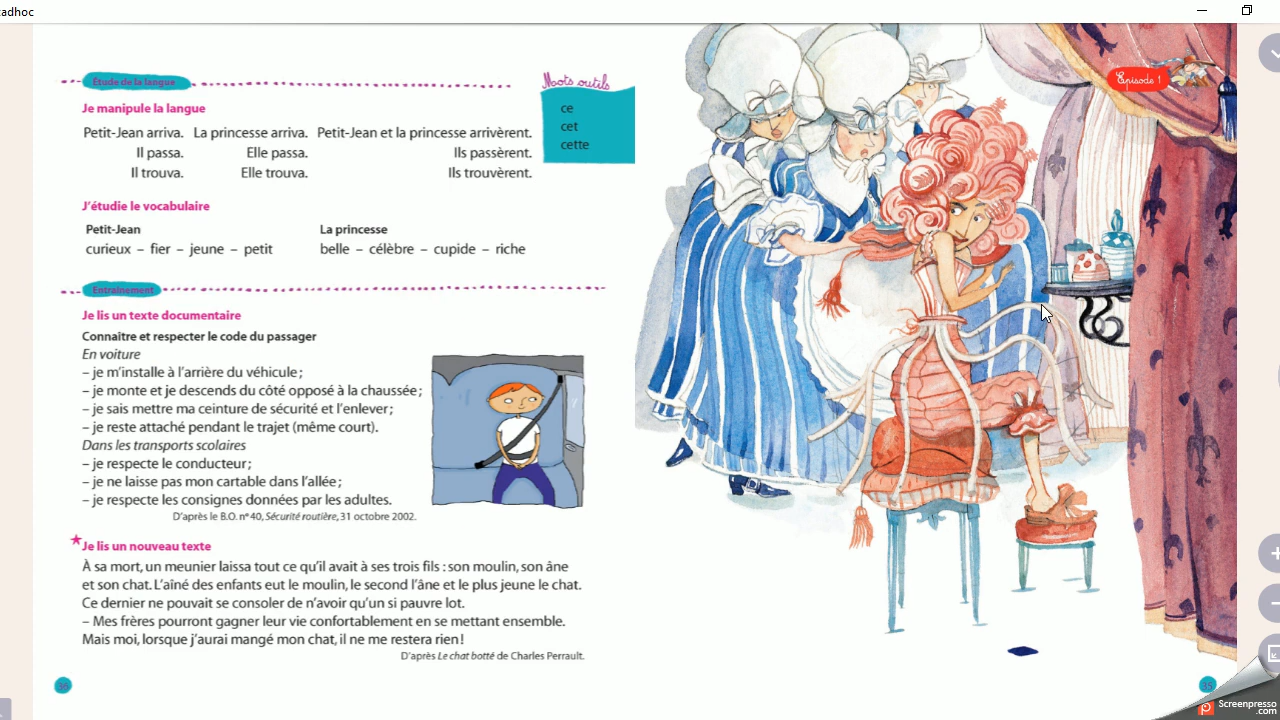 tadhoc
Étude de la langue
Mots outils
ce
cet
cette
Je manipule la langue
Petit-Jean arriva. La princesse arriva. Petit-Jean et la princesse arrivèrent.
Il passa. Elle passa. Ils passèrent.
Il trouva. Elle trouva. Ils trouvèrent.
J'étudie le vocabulaire
Petit-Jean La princesse
curieux – fier – jeune – petit belle – célèbre – cupide – riche
Entraînement
Je lis un texte documentaire
Connaître et respecter le code du passager
En voiture
– je m'installe à l'arrière du véhicule ;
– je monte et je descends du côté opposé à la chaussée ;
– je sais mettre ma ceinture de sécurité et l'enlever ;
– je reste attaché pendant le trajet (même court).
Dans les transports scolaires
– je respecte le conducteur ;
– je ne laisse pas mon cartable dans l'allée ;
– je respecte les consignes données par les adultes.
D'après le B.O. n° 40, Sécurité routière, 31 octobre 2002.
Je lis un nouveau texte
À sa mort, un meunier laissa tout ce qu'il avait à ses trois fils : son moulin, son âne
et son chat. L'aîné des enfants eut le moulin, le second l'âne et le plus jeune le chat.
Ce dernier ne pouvait se consoler de n'avoir qu'un si pauvre lot.
– Mes frères pourront gagner leur vie confortablement en se mettant ensemble.
Mais moi, lorsque j'aurai mangé mon chat, il ne me restera rien !
D'après Le chat botté de Charles Perrault.
36
Épisode 1
35
Screenpresso
.com